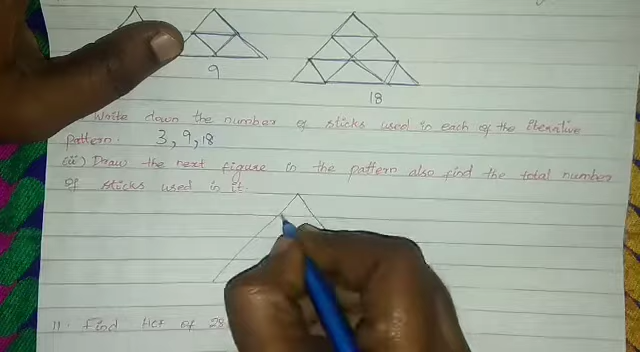 9
18
Write down the number of sticks used in each of the iterative
pattern. 3, 9, 18
(ii) Draw the next figure in the pattern also find the total number
of sticks used in it.
11. Find HCF of 28